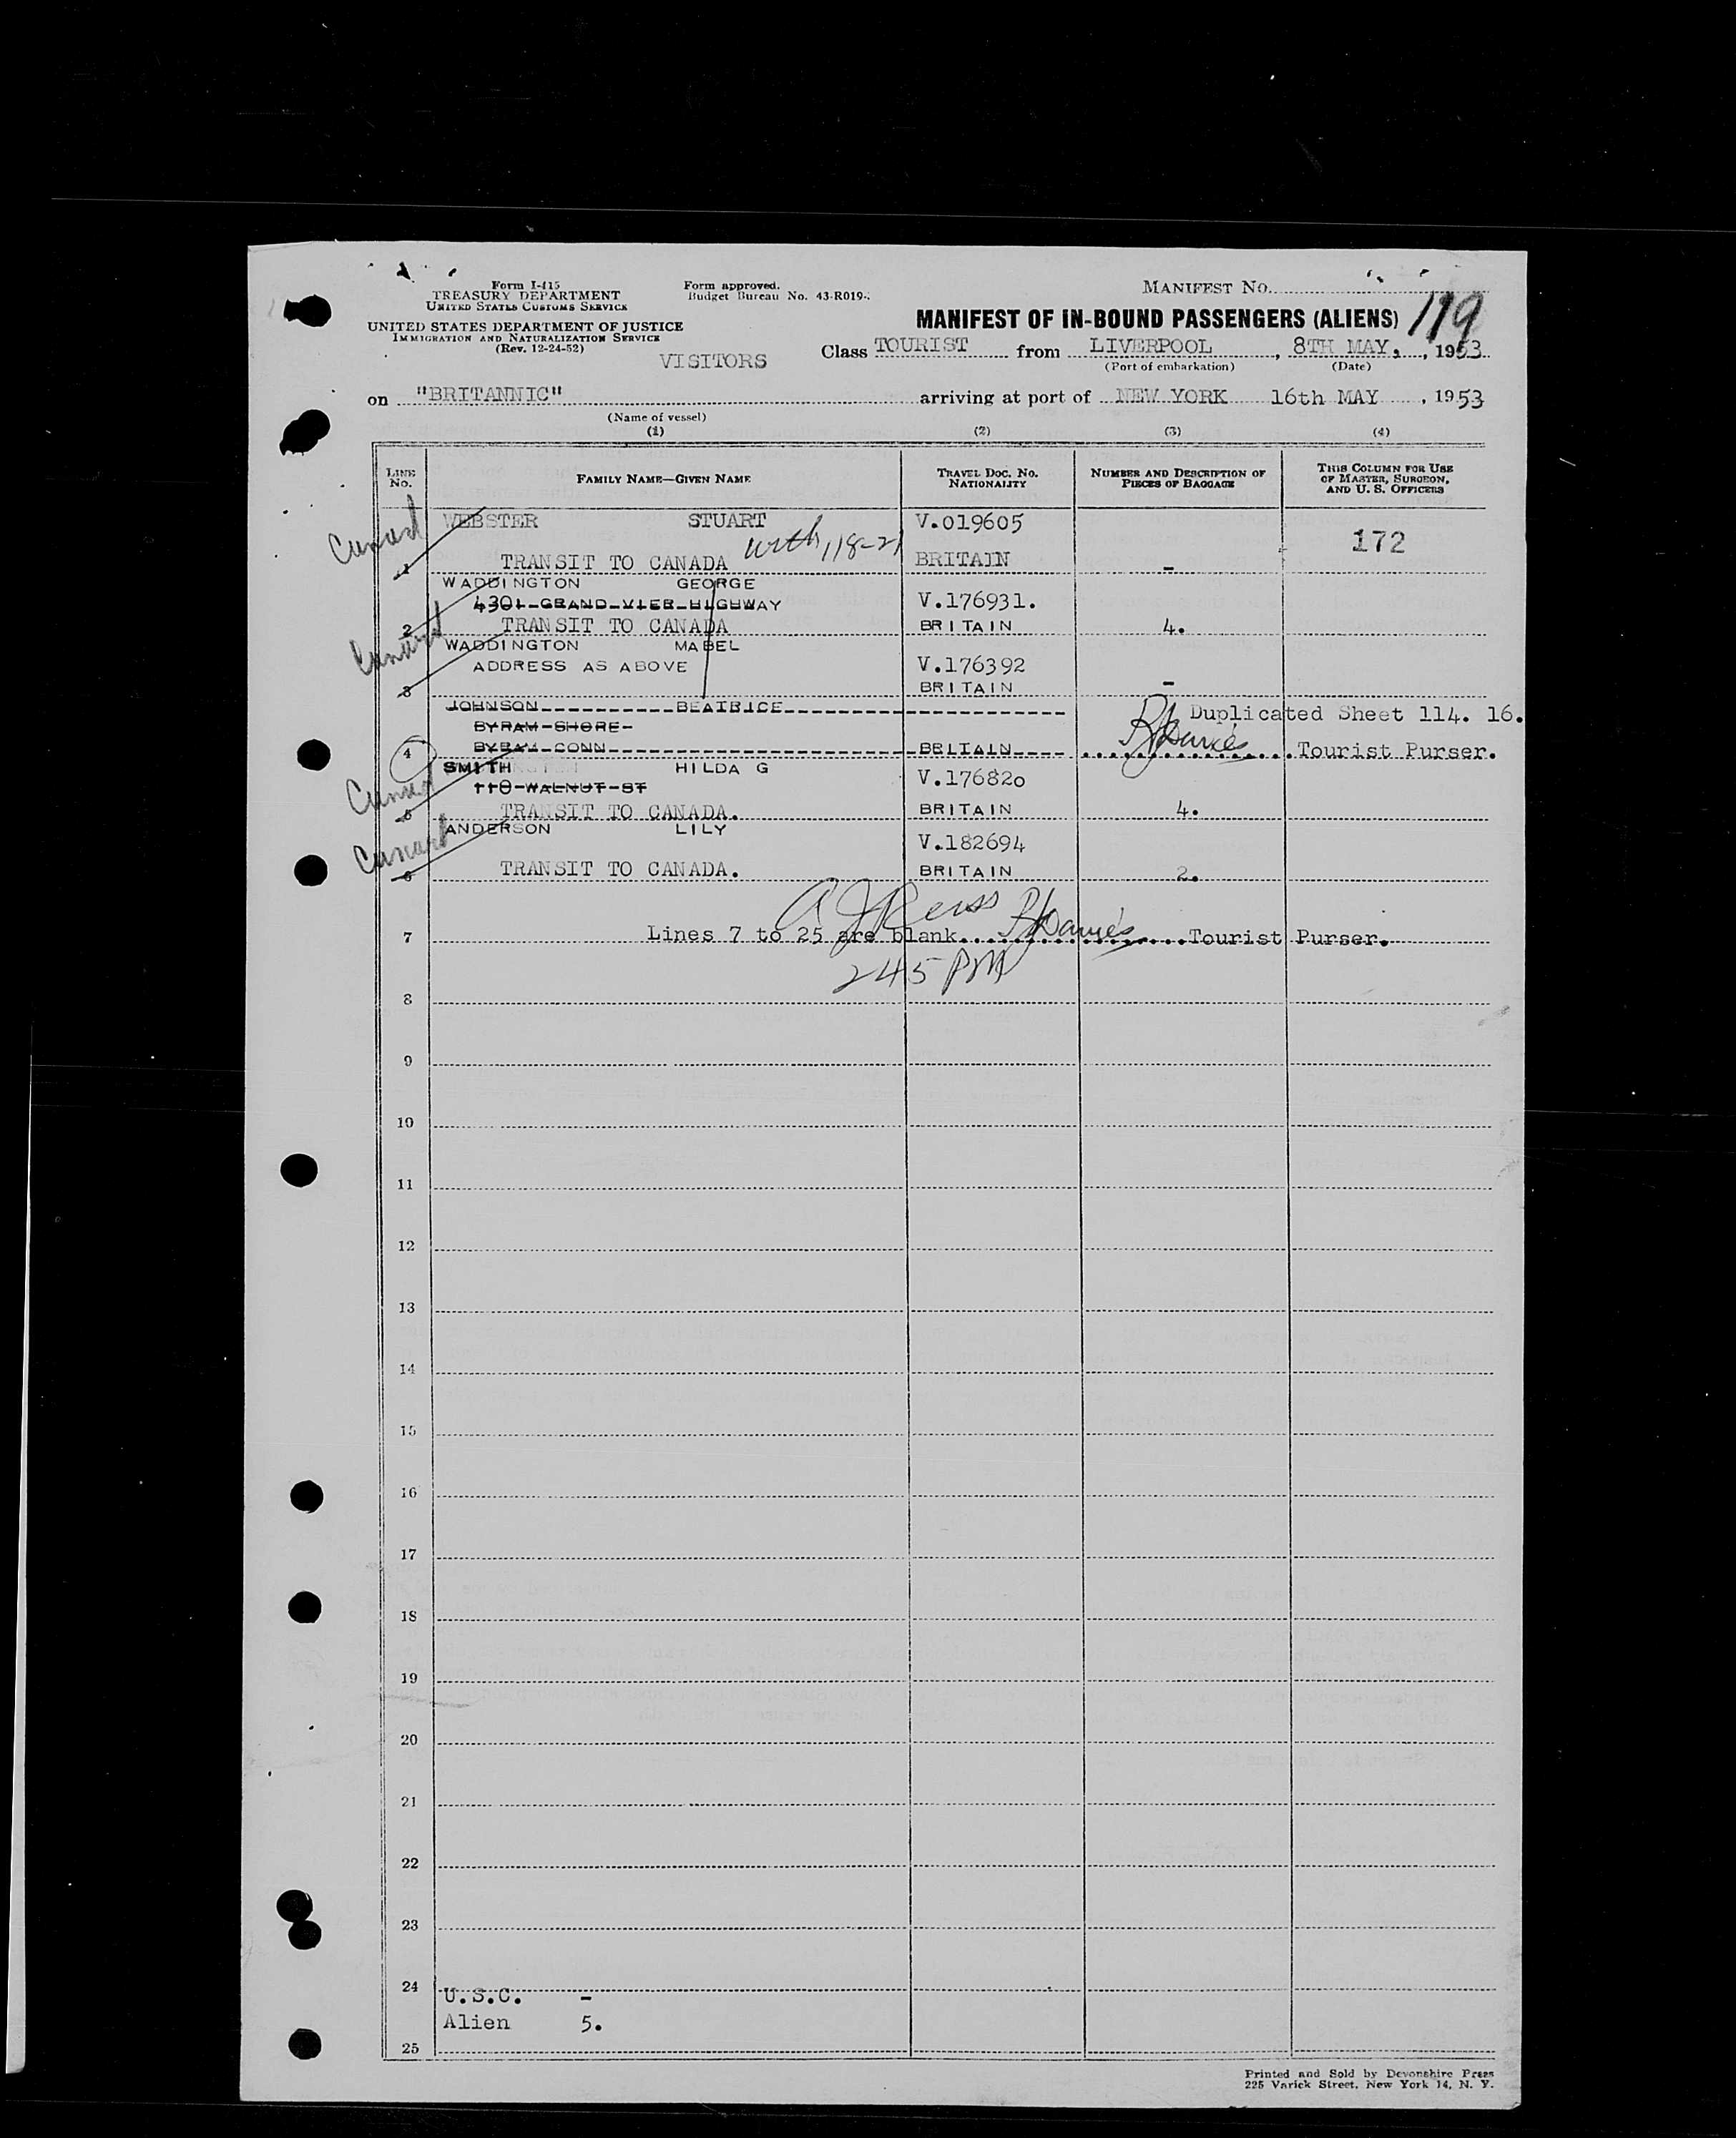 Form I-415
TREASURY DEPARTMENT
UNITED STATES CUSTOMS SERVICE
UNITED STATES DEPARTMENT OF JUSTICE
IMMIGRATION AND NATURALIZATION SERVICE
(Rev. 12-24-52)
Form approved.
Budget Bureau No. 43-R019-
MANIFEST No.
119
MANIFEST OF IN-BOUND PASSENGERS (ALIENS)
VISITORS Class TOURIST from LIVERPOOL, 8TH MAY, , 1953
(Port of embarkation) (Date)
on "BRITANNIC" arriving at port of NEW YORK 16th MAY , 1953
(Name of vessel)
(1) (2) (3) (4)
LINE No. FAMILY NAME—GIVEN NAME TRAVEL DOC. NO. NATIONALITY NUMBER AND DESCRIPTION OF PIECES OF BAGGAGE THIS COLUMN FOR USE OF MASTER, SURGEON, AND U. S. OFFICERS
Cunard WEBSTER STUART V.019605 172
with 118-21
1 TRANSIT TO CANADA BRITAIN -
WADDINGTON GEORGE
4301 GRAND VIER HIGHWAY V.176931.
2 TRANSIT TO CANADA BRITAIN 4.
Cunard WADDINGTON MABEL
ADDRESS AS ABOVE V.176392
3 BRITAIN -
JOHNSON BEATRICE Duplicated Sheet 114. 16.
BYRAM SHORE
4 BYRAM CONN BRITAIN Tourist Purser.
Cunard SMITH HILDA G V.176820
110 WALNUT ST
5 TRANSIT TO CANADA. BRITAIN 4.
Cunard ANDERSON LILY V.182694
6 TRANSIT TO CANADA. BRITAIN 2.
7 Lines 7 to 25 are blank. Davies Tourist Purser.
245 PM
8
9
10
11
12
13
14
15
16
17
18
19
20
21
22
23
24 U.S.C. -
Alien 5.
25
Printed and Sold by Devonshire Press
225 Varick Street, New York 14, N. Y.